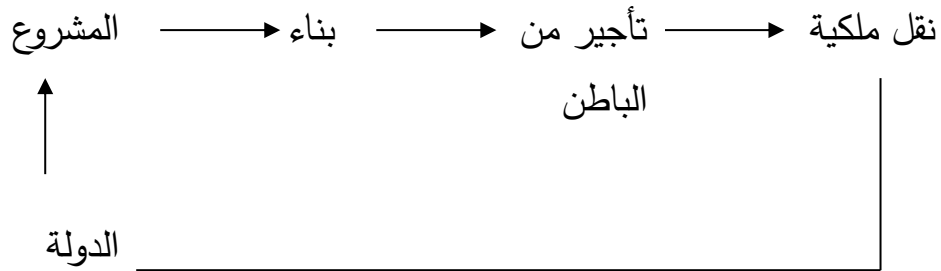 المشروع
بناء
تأجير من
الباطن
نقل ملكية
الدولة